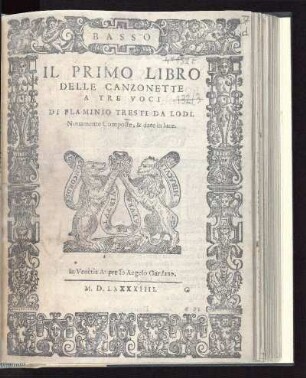 BASSO
IL PRIMO LIBRO
DELLE CANZONETTE
A TRE VOCI
DI FLAMINIO TRESTI DA LODI.
Nouamente Composte, & date in luce.
In Venetia Appresso Angelo Gardano.
M. D. LXXXIIII. G